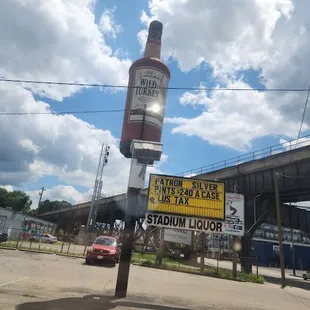 WILD
TURKEY
PATRON SILVER
PINTS $240 A CASE
PLUS TAX
STADIUM LIQUOR